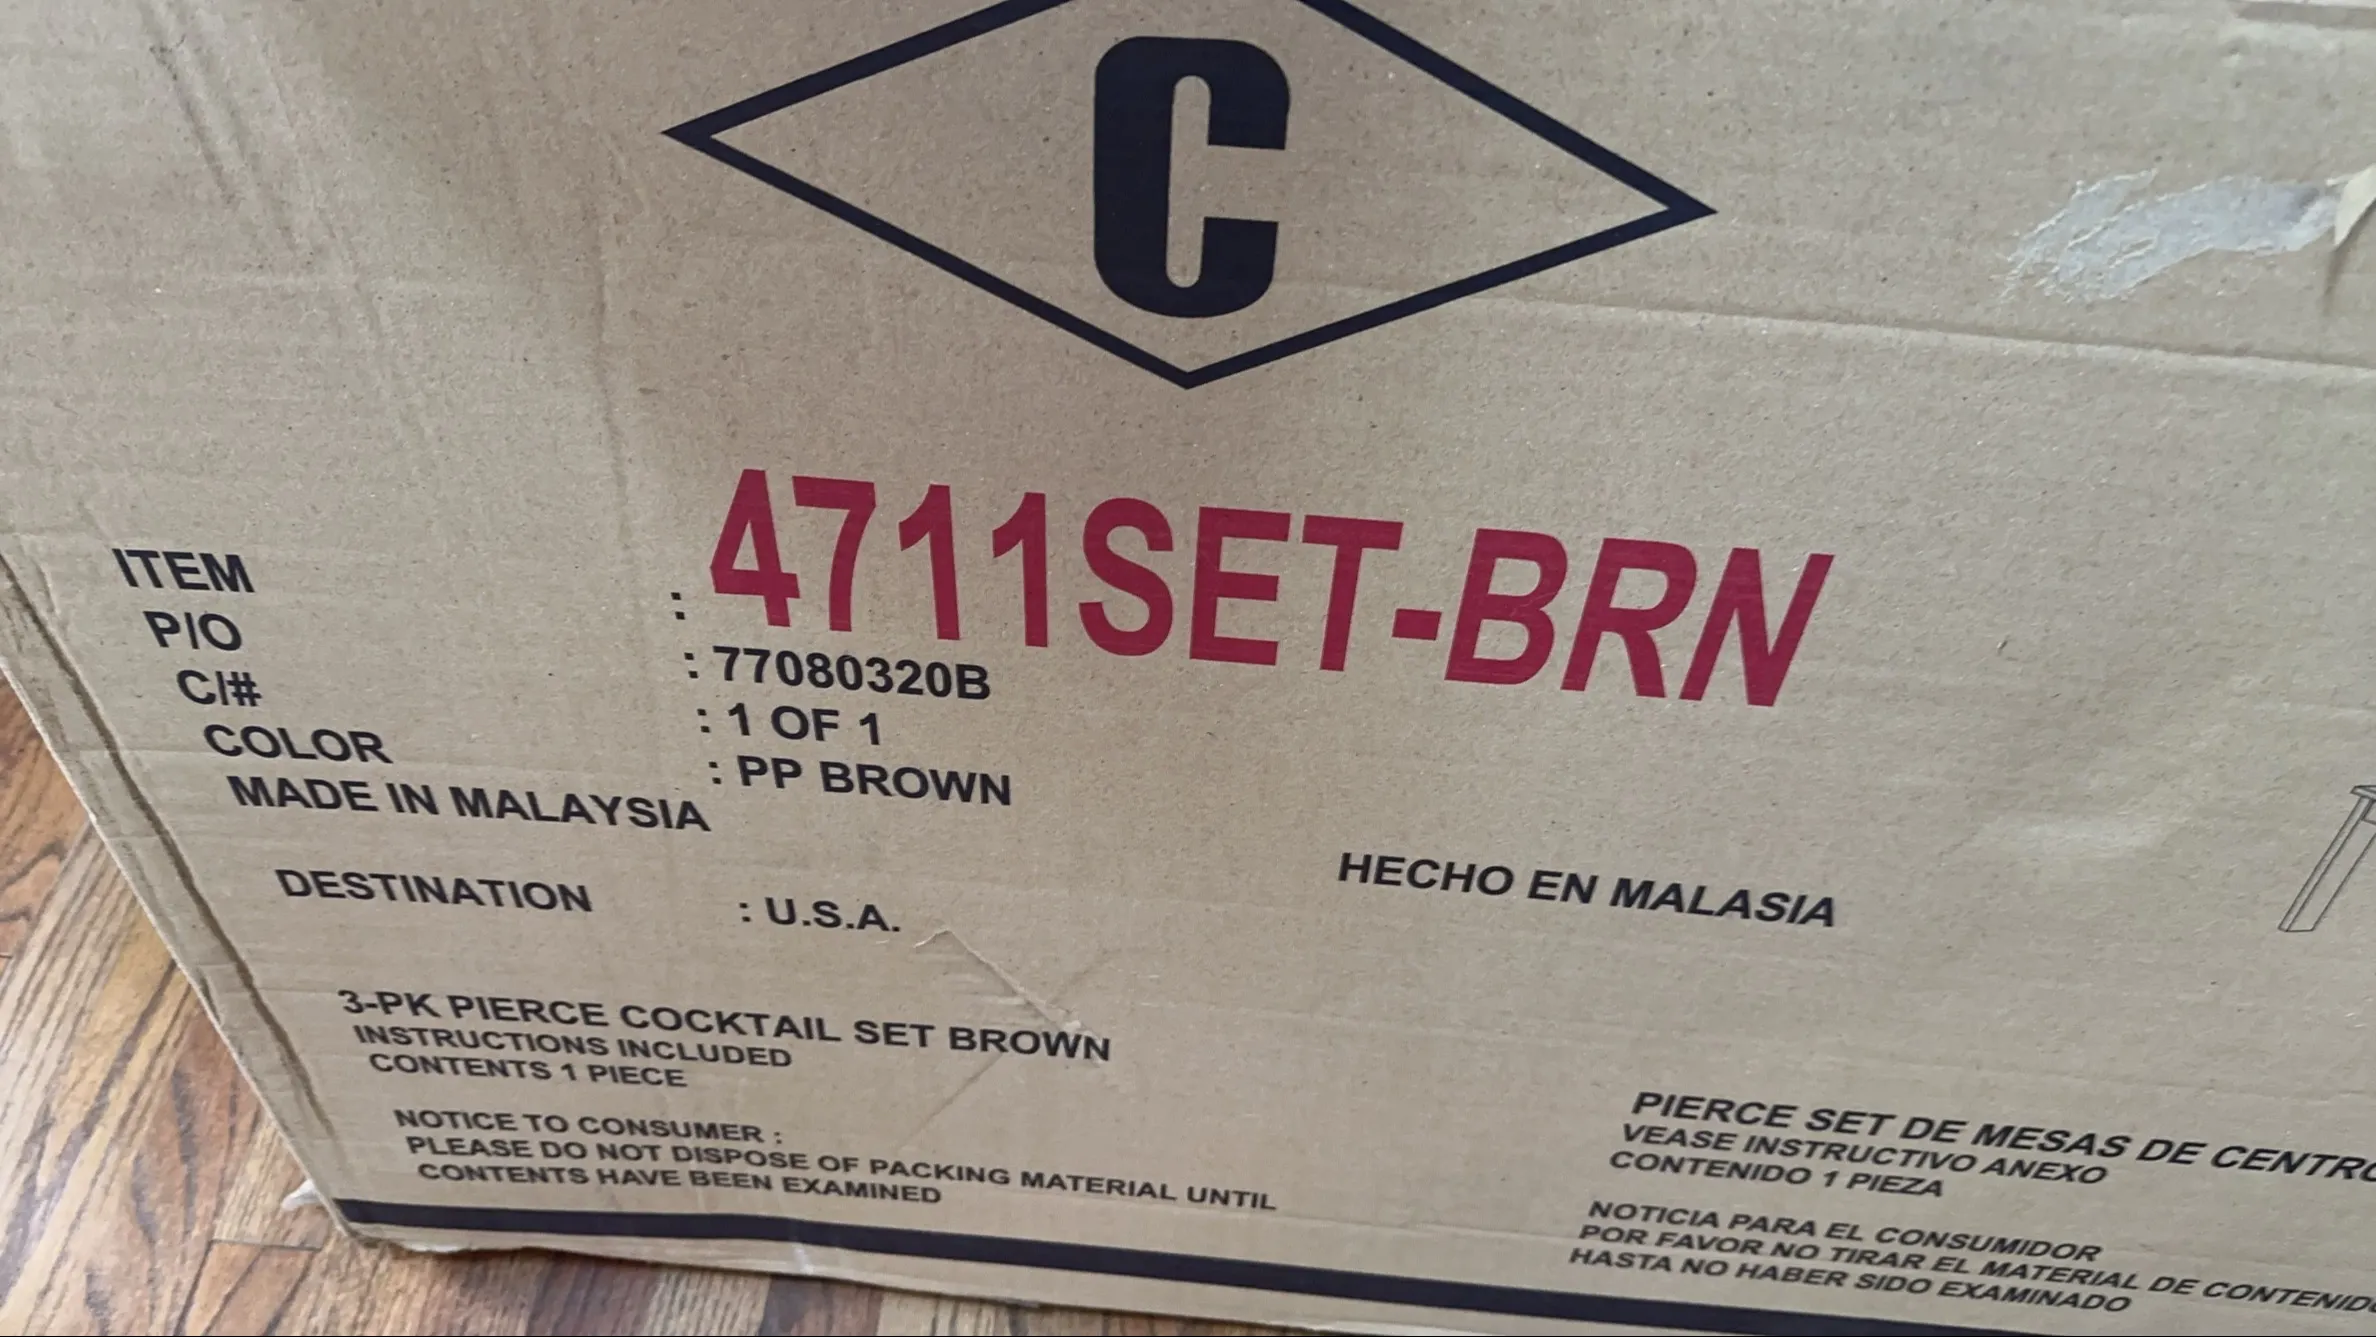 C
ITEM : 4711SET-BRN
P/O : 77080320B
C/# : 1 OF 1
COLOR : PP BROWN
MADE IN MALAYSIA
HECHO EN MALASIA
DESTINATION : U.S.A.
3-PK PIERCE COCKTAIL SET BROWN
INSTRUCTIONS INCLUDED
CONTENTS 1 PIECE
NOTICE TO CONSUMER :
PLEASE DO NOT DISPOSE OF PACKING MATERIAL UNTIL
CONTENTS HAVE BEEN EXAMINED
PIERCE SET DE MESAS DE CENTRO
VEASE INSTRUCTIVO ANEXO
CONTENIDO 1 PIEZA
NOTICIA PARA EL CONSUMIDOR
POR FAVOR NO TIRAR EL MATERIAL DE CONTENID
HASTA NO HABER SIDO EXAMINADO